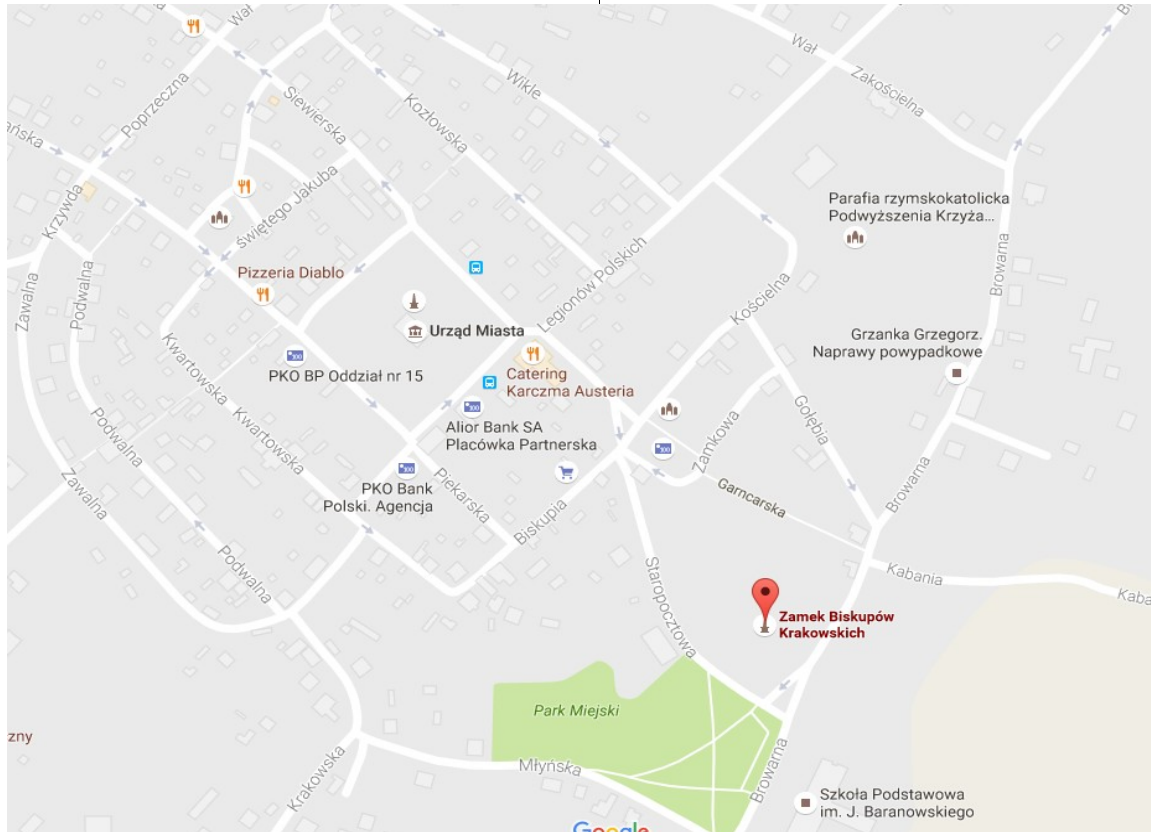 Wał
Wał
Zakościelna
Poprzeczna
Siewierska
Kozłowska
Wikle
ańska
Krzywda
świętego Jakuba
Parafia rzymskokatolicka
Podwyższenia Krzyża...
Browarna
Legionów Polskich
Kościelna
Zawalna
Podwalna
Pizzeria Diablo
Urząd Miasta
Grzanka Grzegorz.
Naprawy powypadkowe
PKO BP Oddział nr 15
Catering
Karczma Austeria
Kwartowska
Kwartowska
Podwalna
Alior Bank SA
Placówka Partnerska
Zamkowa
Gołębia
PKO Bank
Polski. Agencja
Piekarska
Biskupia
Garncarska
Browarna
Zawalna
Podwalna
Staropocztowa
Kabania
Kaba
Zamek Biskupów
Krakowskich
Park Miejski
zny
Krakowska
Młyńska
Browarna
Szkoła Podstawowa
im. J. Baranowskiego
Google